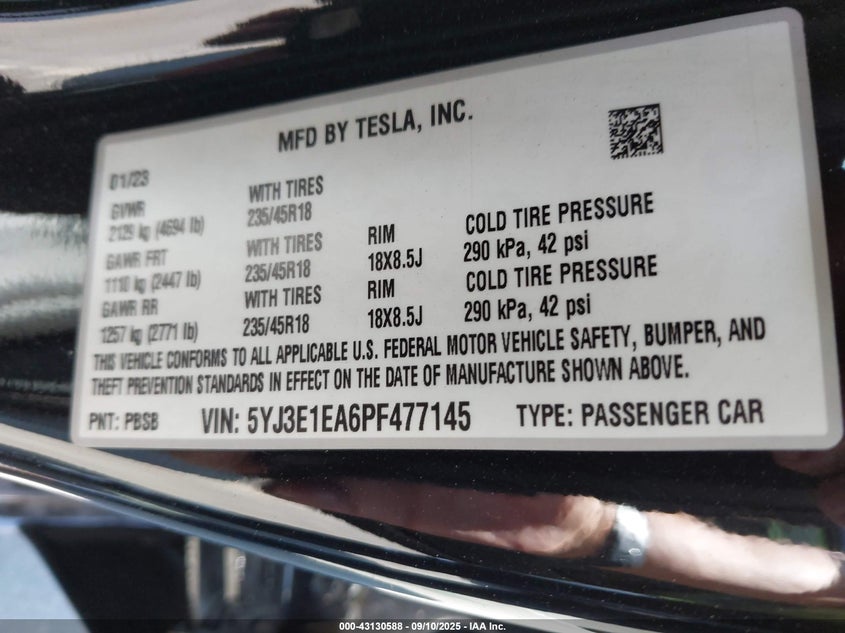 MFD BY TESLA, INC.
01/23
GVWR WITH TIRES
2129 kg (4694 lb) 235/45R18
GAWR FRT WITH TIRES RIM COLD TIRE PRESSURE
1110 kg (2447 lb) 235/45R18 18X8.5J 290 kPa, 42 psi
GAWR RR WITH TIRES RIM COLD TIRE PRESSURE
1257 kg (2771 lb) 235/45R18 18X8.5J 290 kPa, 42 psi
THIS VEHICLE CONFORMS TO ALL APPLICABLE U.S. FEDERAL MOTOR VEHICLE SAFETY, BUMPER, AND
THEFT PREVENTION STANDARDS IN EFFECT ON THE DATE OF MANUFACTURE SHOWN ABOVE.
PNT: PBSB VIN: 5YJ3E1EA6PF477145 TYPE: PASSENGER CAR
000-43130588 - 09/10/2025 - IAA Inc.